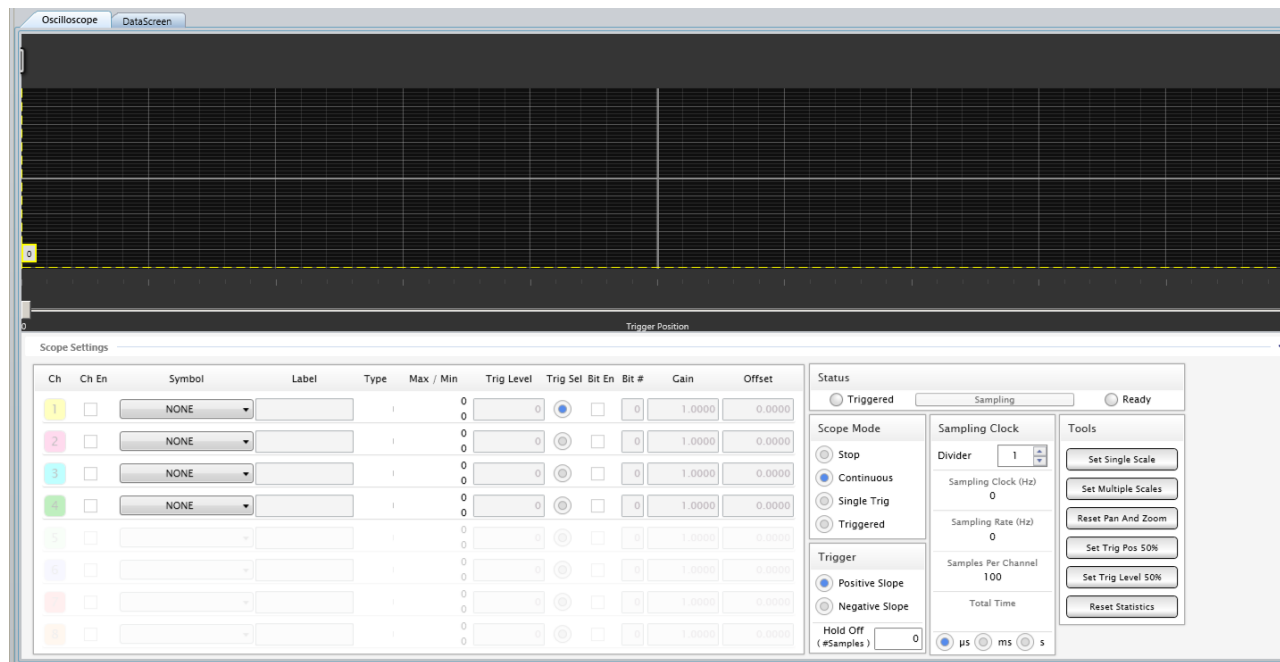 Oscilloscope DataScreen
0
0
Trigger Position
Scope Settings
Ch Ch En Symbol Label Type Max / Min Trig Level Trig Sel Bit En Bit # Gain Offset
1 NONE 0 0 0 0 1.0000 0.0000
2 NONE 0 0 0 0 1.0000 0.0000
3 NONE 0 0 0 0 1.0000 0.0000
4 NONE 0 0 0 0 1.0000 0.0000
5 0 0 0 0 1.0000 0.0000
6 0 0 0 0 1.0000 0.0000
7 0 0 0 0 1.0000 0.0000
8 0 0 0 0 1.0000 0.0000
Status
Triggered Sampling Ready
Scope Mode
Stop
Continuous
Single Trig
Triggered
Trigger
Positive Slope
Negative Slope
Hold Off
(#Samples) 0
Sampling Clock
Divider 1
Sampling Clock (Hz)
0
Sampling Rate (Hz)
0
Samples Per Channel
100
Total Time
µs ms s
Tools
Set Single Scale
Set Multiple Scales
Reset Pan And Zoom
Set Trig Pos 50%
Set Trig Level 50%
Reset Statistics